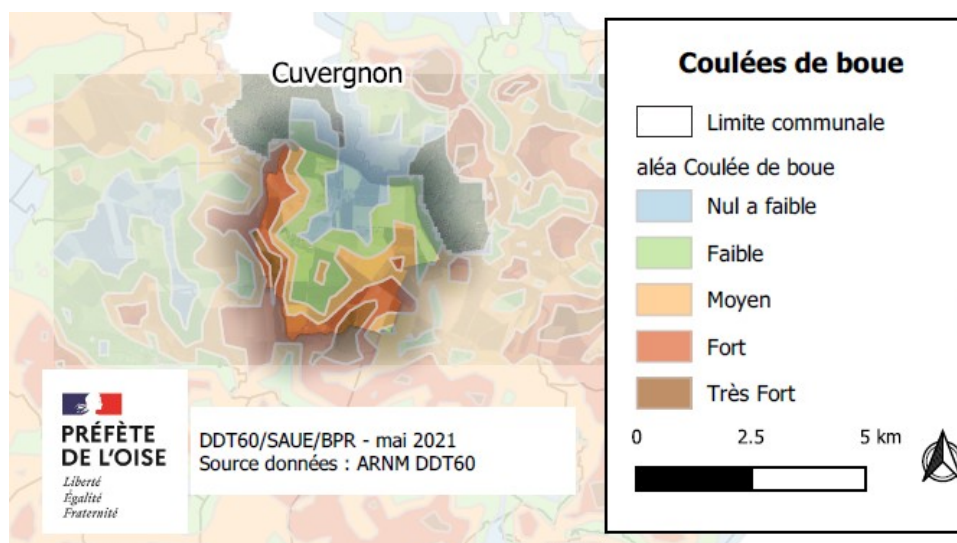 Cuvergnon
PRÉFÈTE
DE L'OISE
Liberté
Égalité
Fraternité
DDT60/SAUE/BPR - mai 2021
Source données : ARNM DDT60
Coulées de boue
Limite communale
aléa Coulée de boue
Nul a faible
Faible
Moyen
Fort
Très Fort
0 2.5 5 km